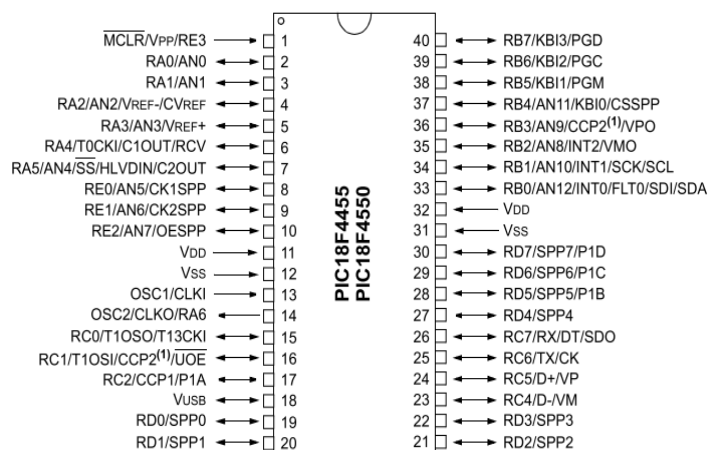 MCLR/VPP/RE3 1
RA0/AN0 2
RA1/AN1 3
RA2/AN2/VREF-/CVREF 4
RA3/AN3/VREF+ 5
RA4/T0CKI/C1OUT/RCV 6
RA5/AN4/SS/HLVDIN/C2OUT 7
RE0/AN5/CK1SPP 8
RE1/AN6/CK2SPP 9
RE2/AN7/OESPP 10
VDD 11
VSS 12
OSC1/CLKI 13
OSC2/CLKO/RA6 14
RC0/T1OSO/T13CKI 15
RC1/T1OSI/CCP2(1)/UOE 16
RC2/CCP1/P1A 17
VUSB 18
RD0/SPP0 19
RD1/SPP1 20
PIC18F4455
PIC18F4550
40 RB7/KBI3/PGD
39 RB6/KBI2/PGC
38 RB5/KBI1/PGM
37 RB4/AN11/KBI0/CSSPP
36 RB3/AN9/CCP2(1)/VPO
35 RB2/AN8/INT2/VMO
34 RB1/AN10/INT1/SCK/SCL
33 RB0/AN12/INT0/FLT0/SDI/SDA
32 VDD
31 VSS
30 RD7/SPP7/P1D
29 RD6/SPP6/P1C
28 RD5/SPP5/P1B
27 RD4/SPP4
26 RC7/RX/DT/SDO
25 RC6/TX/CK
24 RC5/D+/VP
23 RC4/D-/VM
22 RD3/SPP3
21 RD2/SPP2